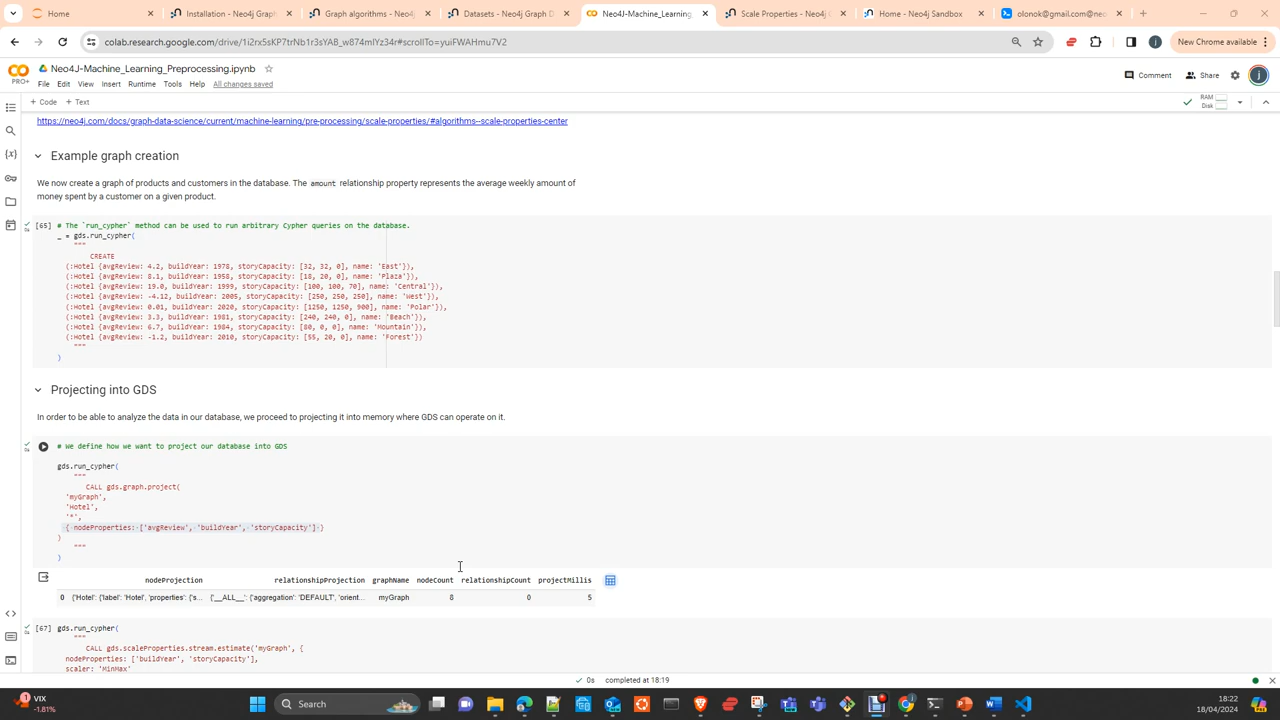 Home
Installation - Neo4j Graph
Graph algorithms - Neo4j
Datasets - Neo4j Graph D
Neo4J-Machine_Learning_
Scale Properties - Neo4j G
Home - Neo4j Sandbox
olonok@gmail.com@neo
colab.research.google.com/drive/1i2rx5sKP7trNb1r3sYAB_w874mlYz34r#scrollTo=yuiFWAHmu7V2
New Chrome available
CO
PRO+
Neo4J-Machine_Learning_Preprocessing.ipynb
File Edit View Insert Runtime Tools Help All changes saved
Comment
Share
+ Code + Text
RAM
Disk
https://neo4j.com/docs/graph-data-science/current/machine-learning/pre-processing/scale-properties/#algorithms--scale-properties-center
Example graph creation
We now create a graph of products and customers in the database. The amount relationship property represents the average weekly amount of
money spent by a customer on a given product.
[65] # The `run_cypher` method can be used to run arbitrary Cypher queries on the database.
_ = gds.run_cypher(
"""
CREATE
(:Hotel {avgReview: 4.2, buildYear: 1978, storyCapacity: [32, 32, 0], name: 'East'}),
(:Hotel {avgReview: 8.1, buildYear: 1958, storyCapacity: [18, 20, 0], name: 'Plaza'}),
(:Hotel {avgReview: 19.0, buildYear: 1999, storyCapacity: [100, 100, 70], name: 'Central'}),
(:Hotel {avgReview: -4.12, buildYear: 2005, storyCapacity: [250, 250, 250], name: 'West'}),
(:Hotel {avgReview: 0.01, buildYear: 2020, storyCapacity: [1250, 1250, 900], name: 'Polar'}),
(:Hotel {avgReview: 3.3, buildYear: 1981, storyCapacity: [240, 240, 0], name: 'Beach'}),
(:Hotel {avgReview: 6.7, buildYear: 1984, storyCapacity: [80, 0, 0], name: 'Mountain'}),
(:Hotel {avgReview: -1.2, buildYear: 2010, storyCapacity: [55, 20, 0], name: 'Forest'})
"""
)
Projecting into GDS
In order to be able to analyze the data in our database, we proceed to projecting it into memory where GDS can operate on it.
# We define how we want to project our database into GDS
gds.run_cypher(
"""
CALL gds.graph.project(
'myGraph',
'Hotel',
'*',
{ nodeProperties: ['avgReview', 'buildYear', 'storyCapacity'] }
)
"""
)
nodeProjection relationshipProjection graphName nodeCount relationshipCount projectMillis
0 {'Hotel': {'label': 'Hotel', 'properties': {'s... {'__ALL__': {'aggregation': 'DEFAULT', 'orient... myGraph 8 0 5
[67] gds.run_cypher(
"""
CALL gds.scaleProperties.stream.estimate('myGraph', {
nodeProperties: ['buildYear', 'storyCapacity'],
scaler: 'MinMax'
0s completed at 18:19
VIX
-1.81%
Search
18:22
18/04/2024